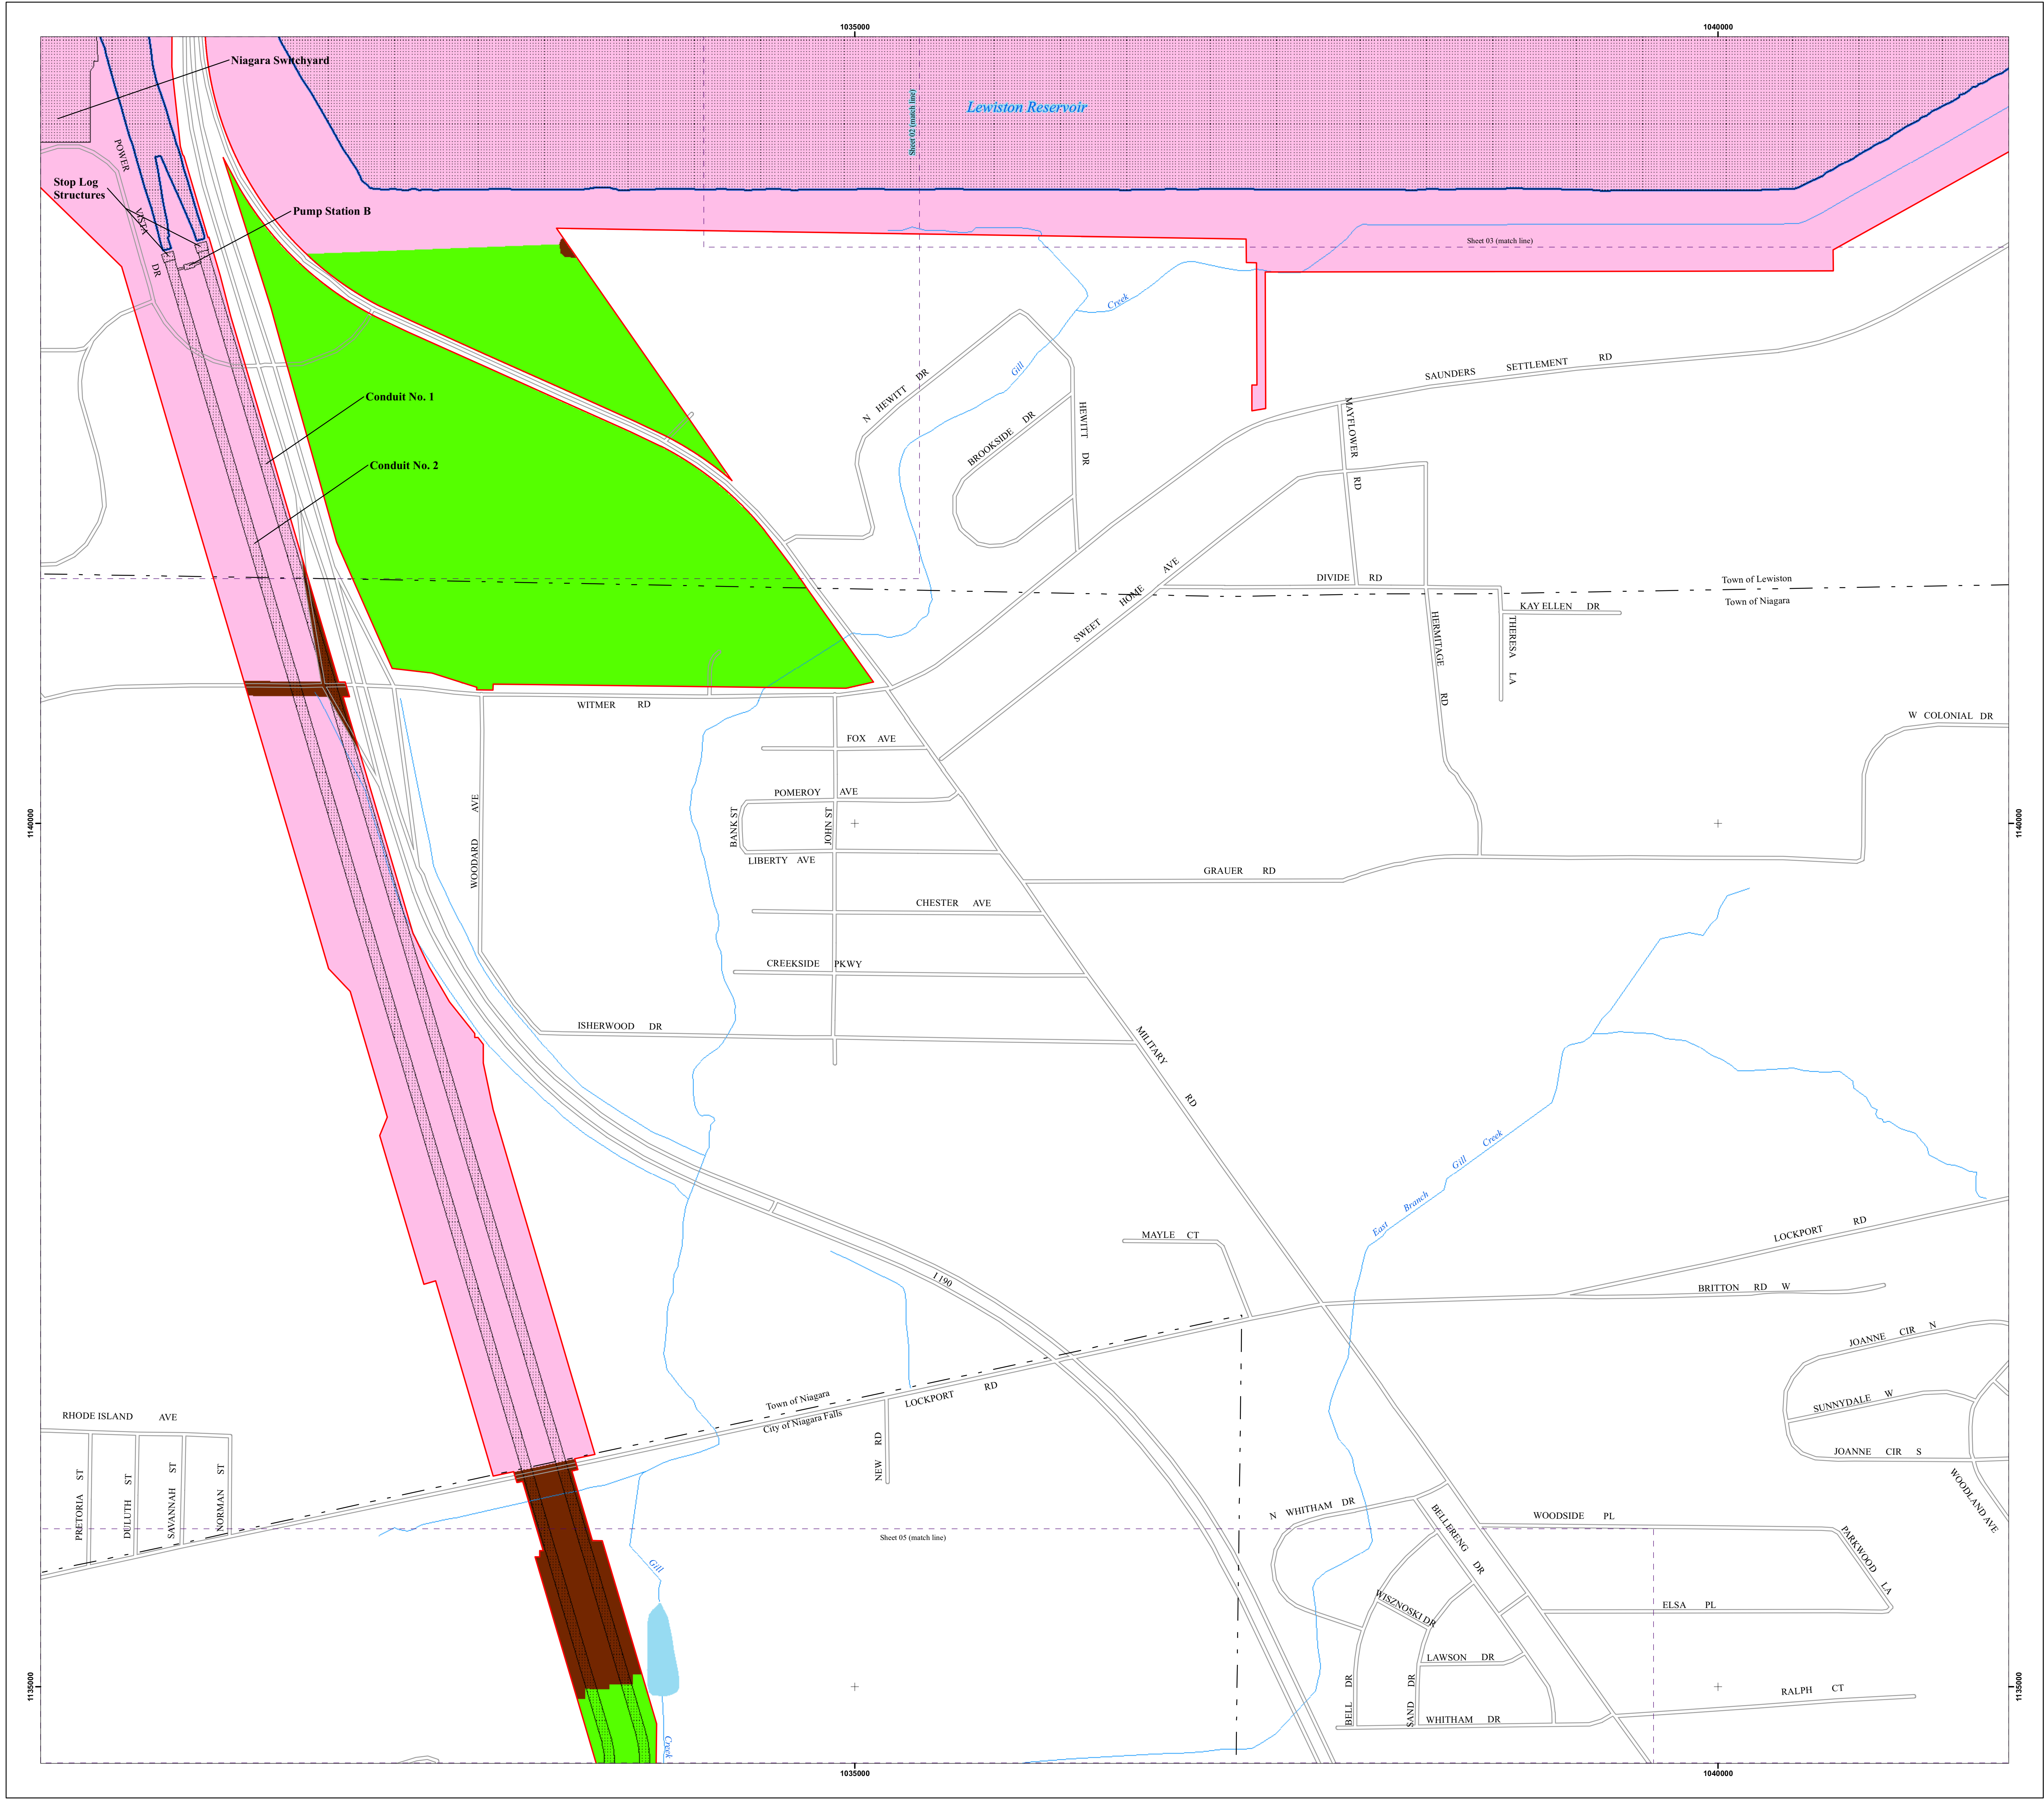 1035000
1040000
Niagara Switchyard
Lewiston Reservoir
Sheet 02 (match line)
POWER VISTA DR
Stop Log
Structures
Pump Station B
Sheet 03 (match line)
Creek
Gill
SAUNDERS SETTLEMENT RD
N HEWITT DR
Conduit No. 1
BROOKSIDE DR
HEWITT DR
MAYFLOWER RD
Conduit No. 2
SWEET HOME AVE
DIVIDE RD
Town of Lewiston
Town of Niagara
KAY ELLEN DR
THERESA LA
HERMITAGE RD
WITMER RD
W COLONIAL DR
FOX AVE
POMEROY AVE
WOODARD AVE
BANK ST
JOHN ST
1140000
1140000
LIBERTY AVE
GRAUER RD
CHESTER AVE
CREEKSIDE PKWY
ISHERWOOD DR
MILITARY RD
East Branch Gill Creek
MAYLE CT
LOCKPORT RD
I 190
BRITTON RD W
JOANNE CIR N
SUNNYDALE W
JOANNE CIR S
WOODLAND AVE
Town of Niagara
City of Niagara Falls
LOCKPORT RD
NEW RD
RHODE ISLAND AVE
PRETORIA ST
DULUTH ST
SAVANNAH ST
NORMAN ST
N WHITHAM DR
BELLERENG DR
WOODSIDE PL
PARKWOOD LA
Sheet 05 (match line)
Gill
WISZNOSKI DR
ELSA PL
LAWSON DR
BELL DR
SAND DR
WHITHAM DR
RALPH CT
1135000
1135000
Creek
1035000
1040000